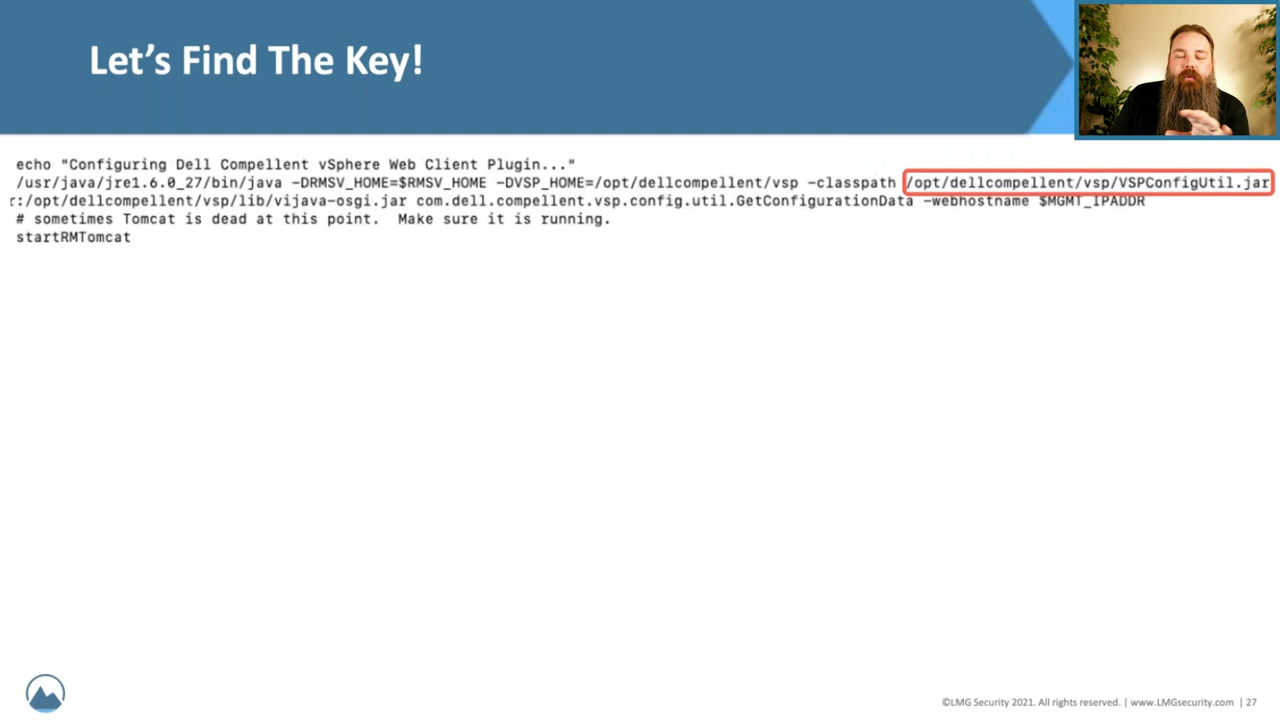 Let's Find The Key!
echo "Configuring Dell Compellent vSphere Web Client Plugin..."
/usr/java/jre1.6.0_27/bin/java -DRMSV_HOME=$RMSV_HOME -DVSP_HOME=/opt/dellcompellent/vsp -classpath /opt/dellcompellent/vsp/VSPConfigUtil.jar
r:/opt/dellcompellent/vsp/lib/vijava-osgi.jar com.dell.compellent.vsp.config.util.GetConfigurationData -webhostname $MGMT_IPADDR
# sometimes Tomcat is dead at this point.  Make sure it is running.
startRMTomcat
©LMG Security 2021. All rights reserved. | www.LMGsecurity.com | 27